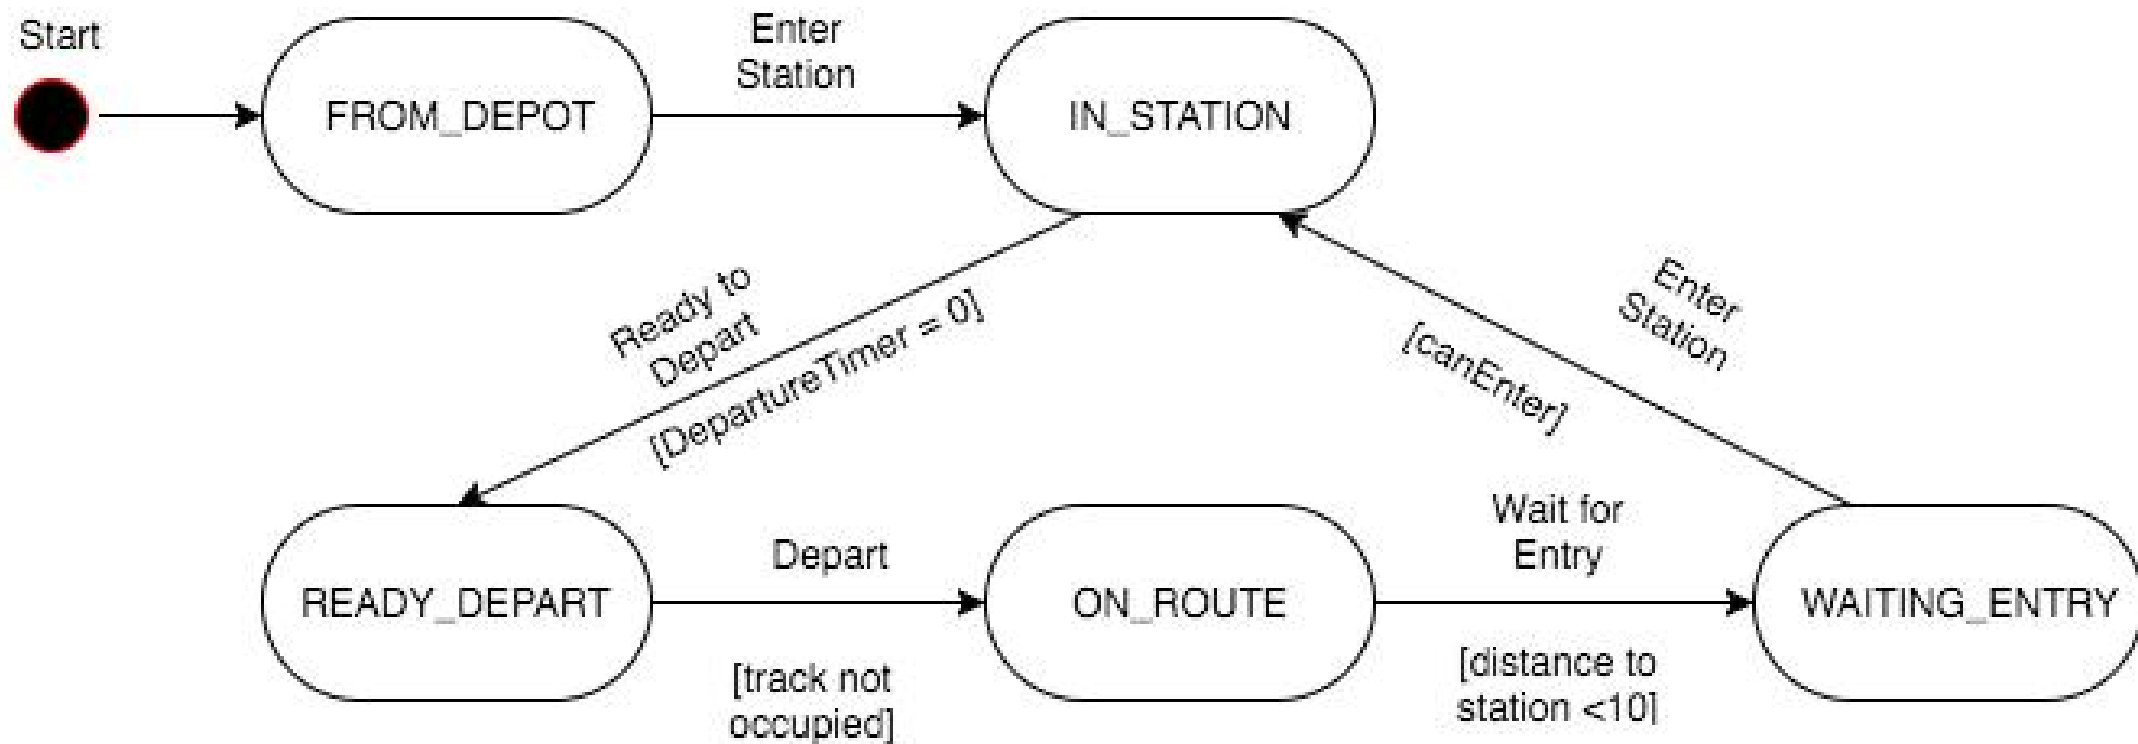 Start
FROM_DEPOT
Enter
Station
IN_STATION
Ready to
Depart
[DepartureTimer = 0]
Enter
Station
[canEnter]
READY_DEPART
Depart
[track not
occupied]
ON_ROUTE
Wait for
Entry
[distance to
station <10]
WAITING_ENTRY